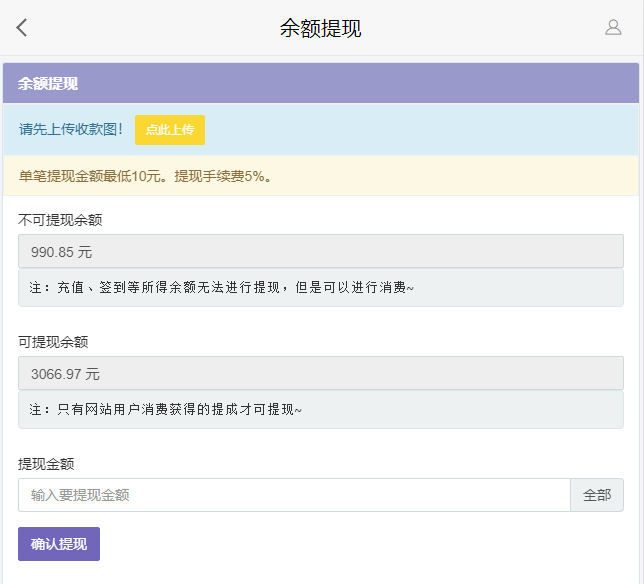 余额提现
余额提现
请先上传收款图! 点此上传
单笔提现金额最低10元。提现手续费5%。
不可提现余额
990.85 元
注：充值、签到等所得余额无法进行提现，但是可以进行消费~
可提现余额
3066.97 元
注：只有网站用户消费获得的提成才可提现~
提现金额
输入要提现金额 全部
确认提现